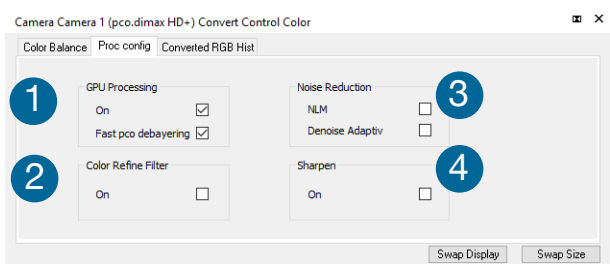 Camera Camera 1 (pco.dimax HD+) Convert Control Color
Color Balance Proc config Converted RGB Hist
1
GPU Processing
On
Fast pco debayering
Noise Reduction
NLM
Denoise Adaptiv
3
2
Color Refine Filter
On
Sharpen
On
4
Swap Display Swap Size